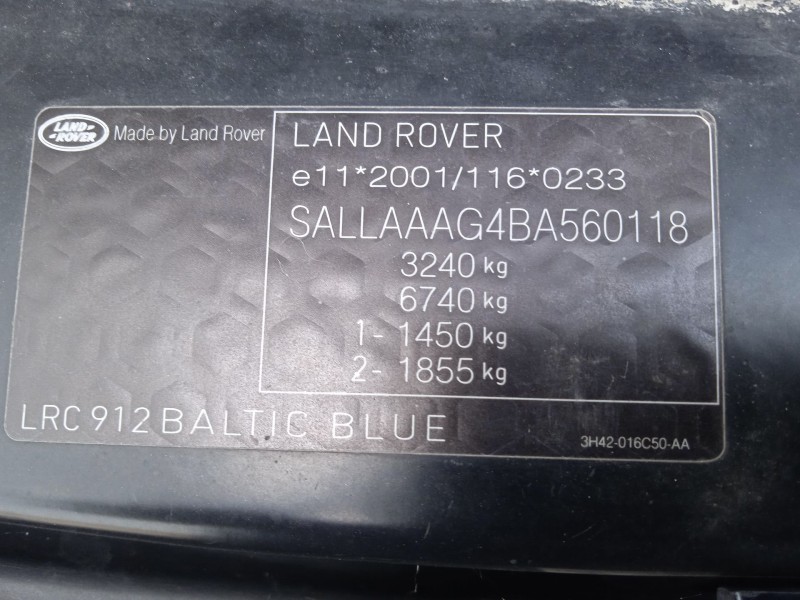 LAND ROVER
Made by Land Rover
LAND ROVER
e11*2001/116*0233
SALLAAAG4BA560118
3240 kg
6740 kg
1- 1450 kg
2- 1855 kg
LRC 912 BALTIC BLUE
3H42-016C50-AA